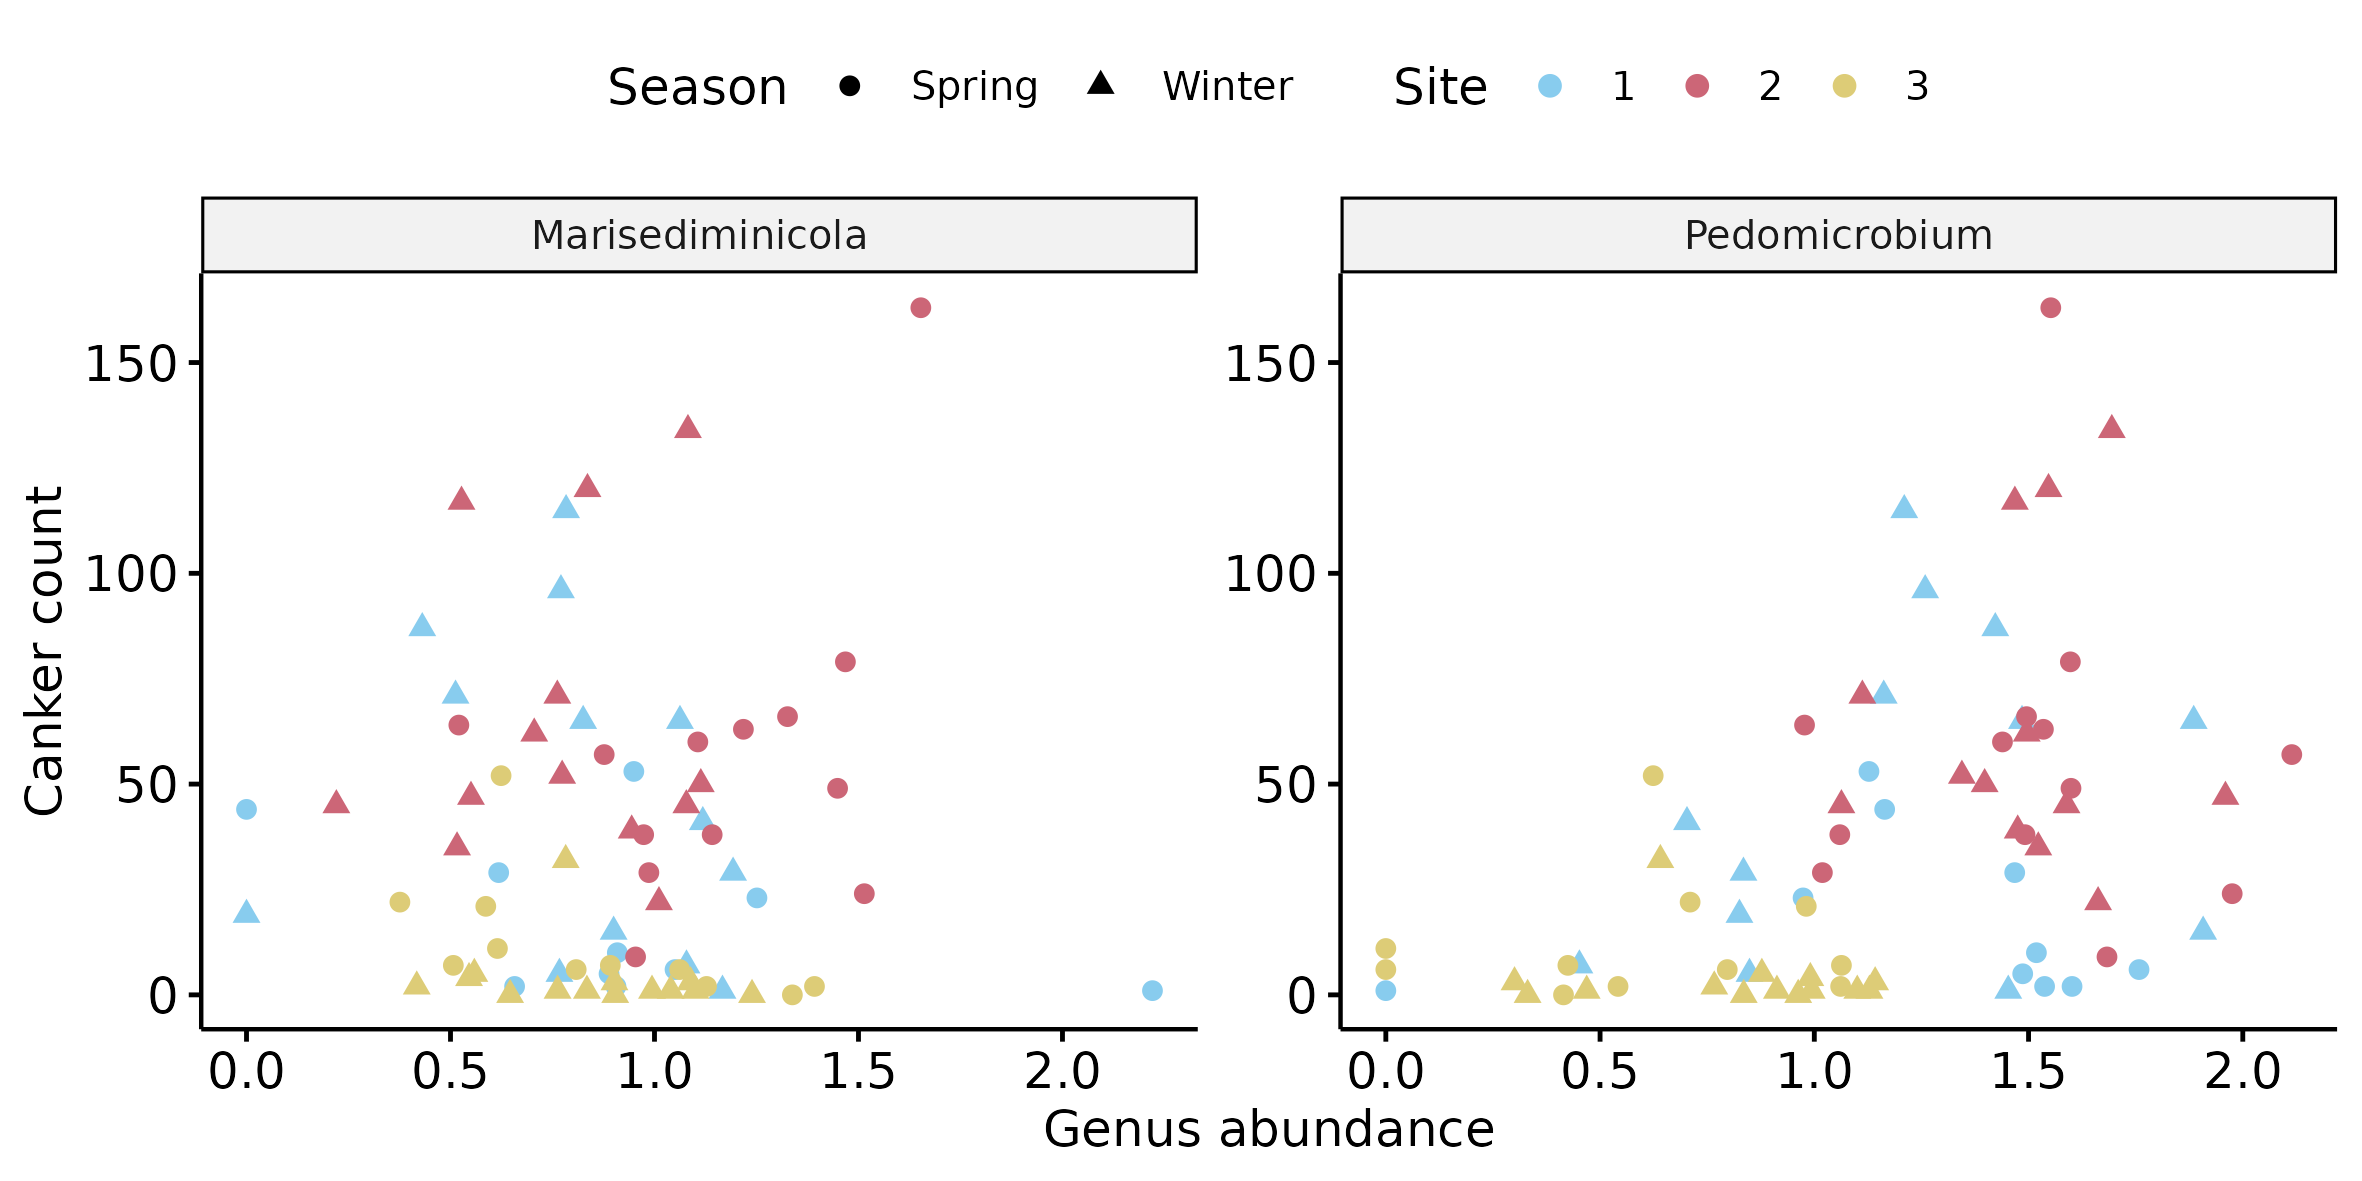 Season Spring Winter Site 1 2 3
Marisediminicola Pedomicrobium
Canker count
150 150
100 100
50 50
0 0
0.0 0.5 1.0 1.5 2.0 0.0 0.5 1.0 1.5 2.0
Genus abundance